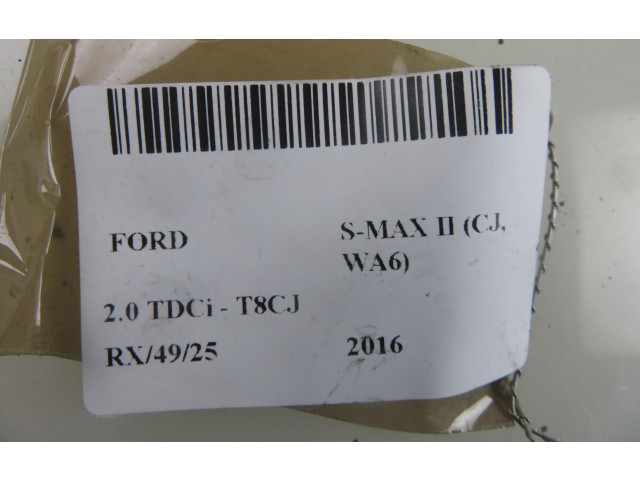 FORD S-MAX II (CJ,
WA6)
2.0 TDCi - T8CJ
RX/49/25 2016